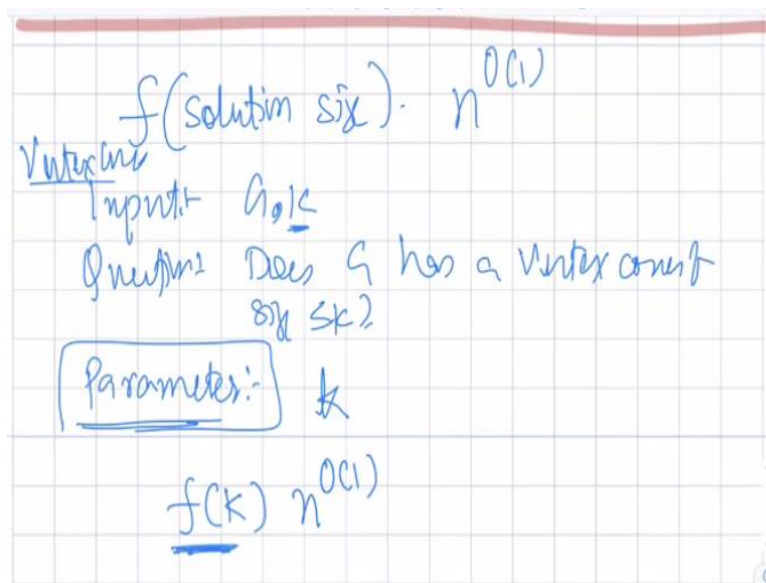 f(solution size). n^O(1)
Vertex Cover
Input:- G, k
Question: Does G has a vertex cover of
size ≤k?
Parameter:- k
f(k) n^O(1)